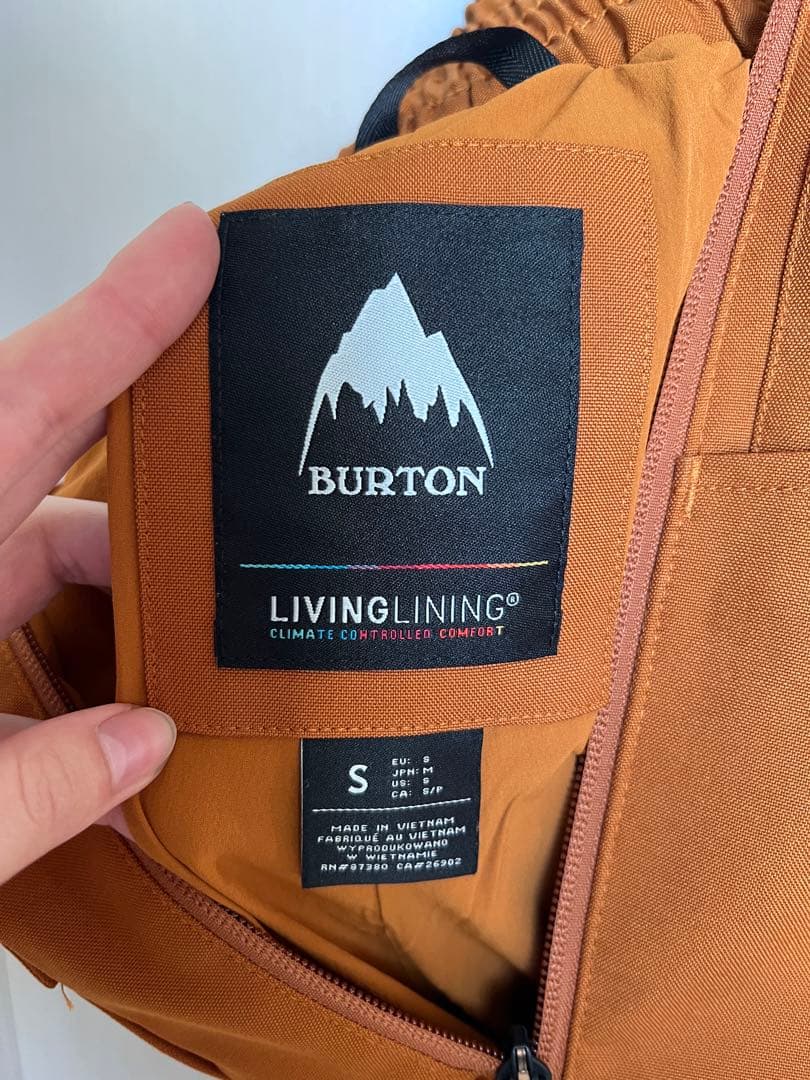 BURTON
LIVINGLINING®
CLIMATE CONTROLLED COMFORT
S
EU: S
JPN: M
US: S
CA: S/P
MADE IN VIETNAM
FABRIQUÉ AU VIETNAM
WYPRODUKOWANO
W WIETNAMIE
RN#87380 CA#26902